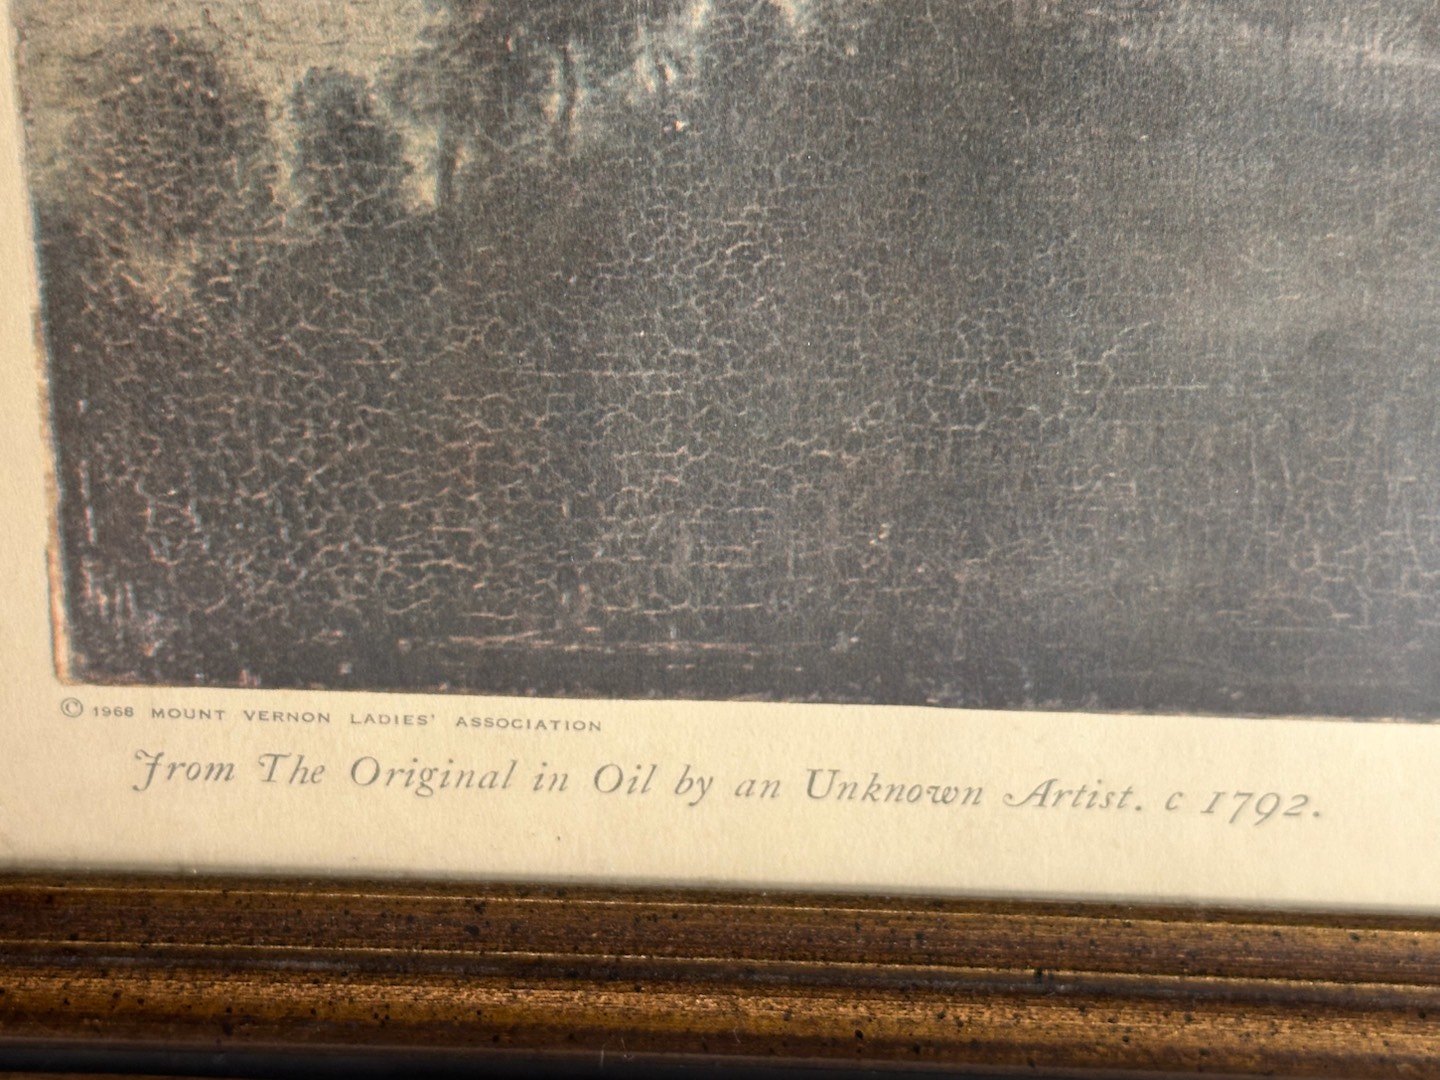 © 1968 MOUNT VERNON LADIES' ASSOCIATION
From The Original in Oil by an Unknown Artist. c 1792.